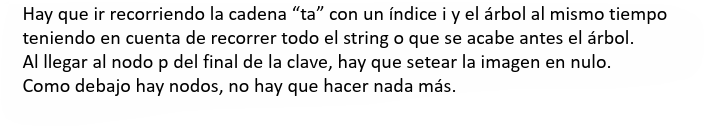 Hay que ir recorriendo la cadena “ta” con un índice i y el árbol al mismo tiempo
teniendo en cuenta de recorrer todo el string o que se acabe antes el árbol.
Al llegar al nodo p del final de la clave, hay que setear la imagen en nulo.
Como debajo hay nodos, no hay que hacer nada más.